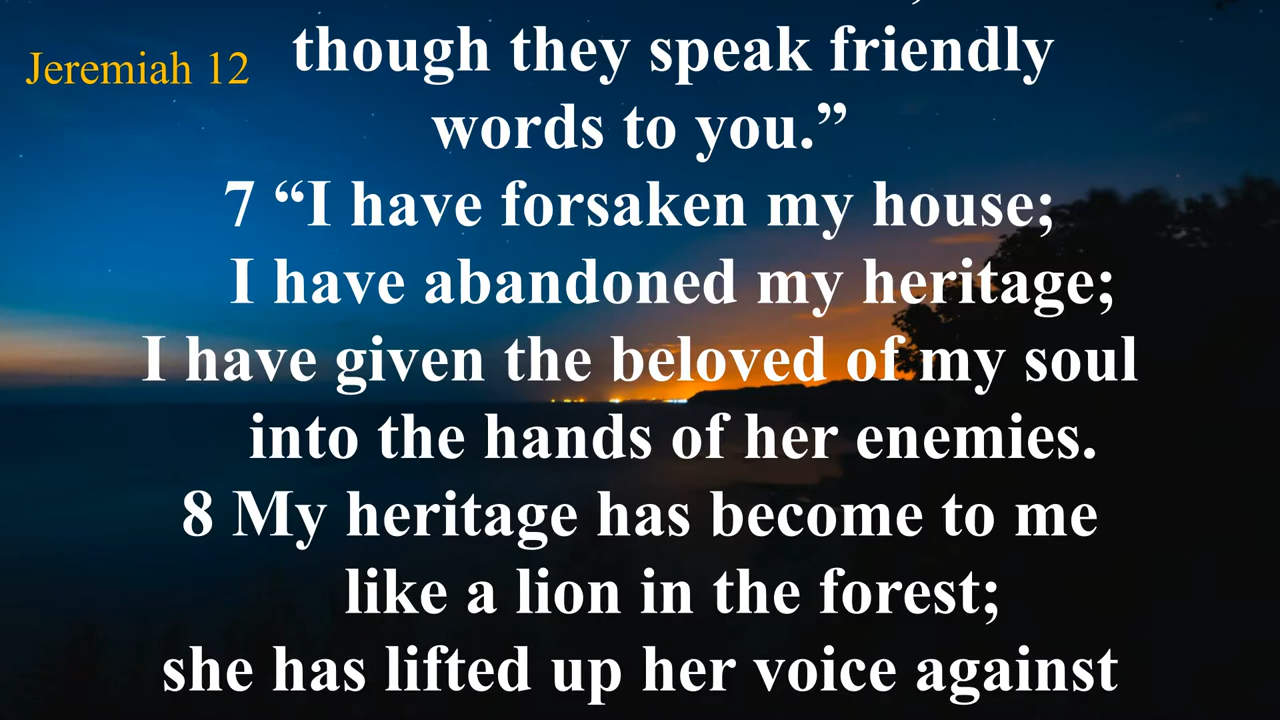 Jeremiah 12
though they speak friendly
words to you.”
7 “I have forsaken my house;
I have abandoned my heritage;
I have given the beloved of my soul
into the hands of her enemies.
8 My heritage has become to me
like a lion in the forest;
she has lifted up her voice against